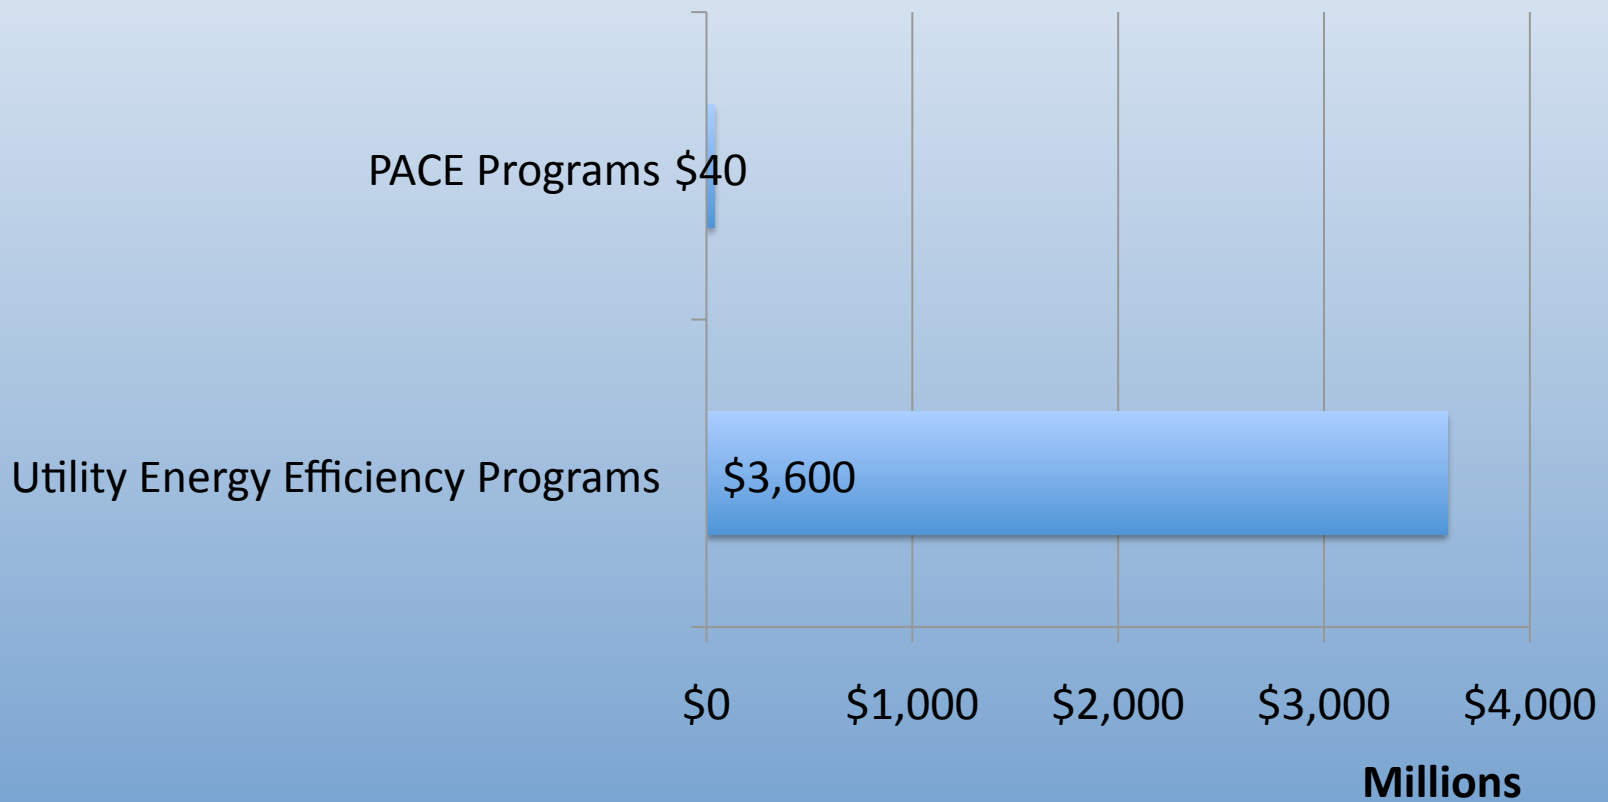 PACE Programs $40
Utility Energy Efficiency Programs $3,600
$0 $1,000 $2,000 $3,000 $4,000
Millions